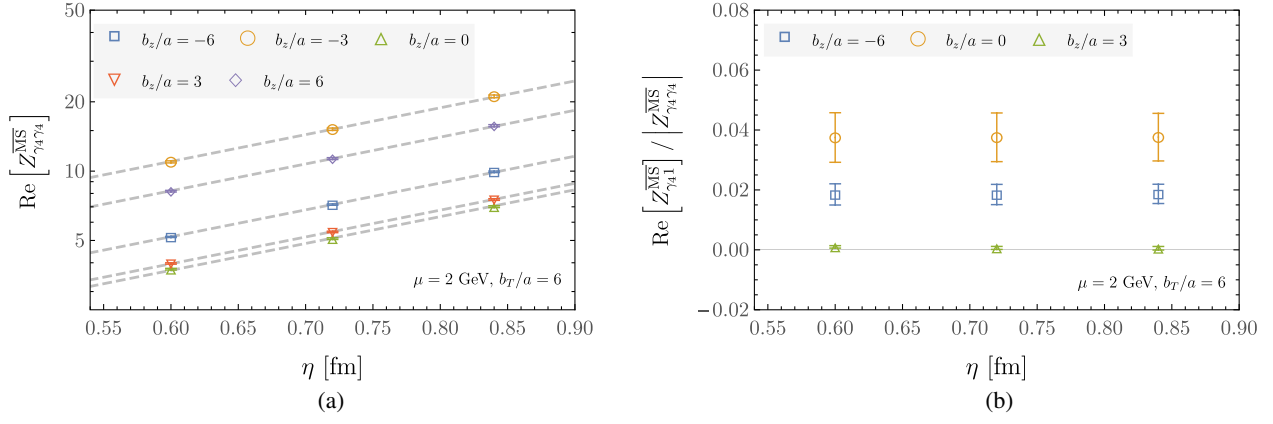 50
20
10
5
Re [Z^{\overline{MS}}_{γ4γ4}]
b_z/a = −6
b_z/a = −3
b_z/a = 0
b_z/a = 3
b_z/a = 6
μ = 2 GeV, b_T/a = 6
0.55 0.60 0.65 0.70 0.75 0.80 0.85 0.90
η [fm]
(a)
0.08
0.06
0.04
0.02
0.00
−0.02
Re [Z^{\overline{MS}}_{γ41}] / |Z^{\overline{MS}}_{γ4γ4}|
b_z/a = −6
b_z/a = 0
b_z/a = 3
μ = 2 GeV, b_T/a = 6
0.55 0.60 0.65 0.70 0.75 0.80 0.85 0.90
η [fm]
(b)